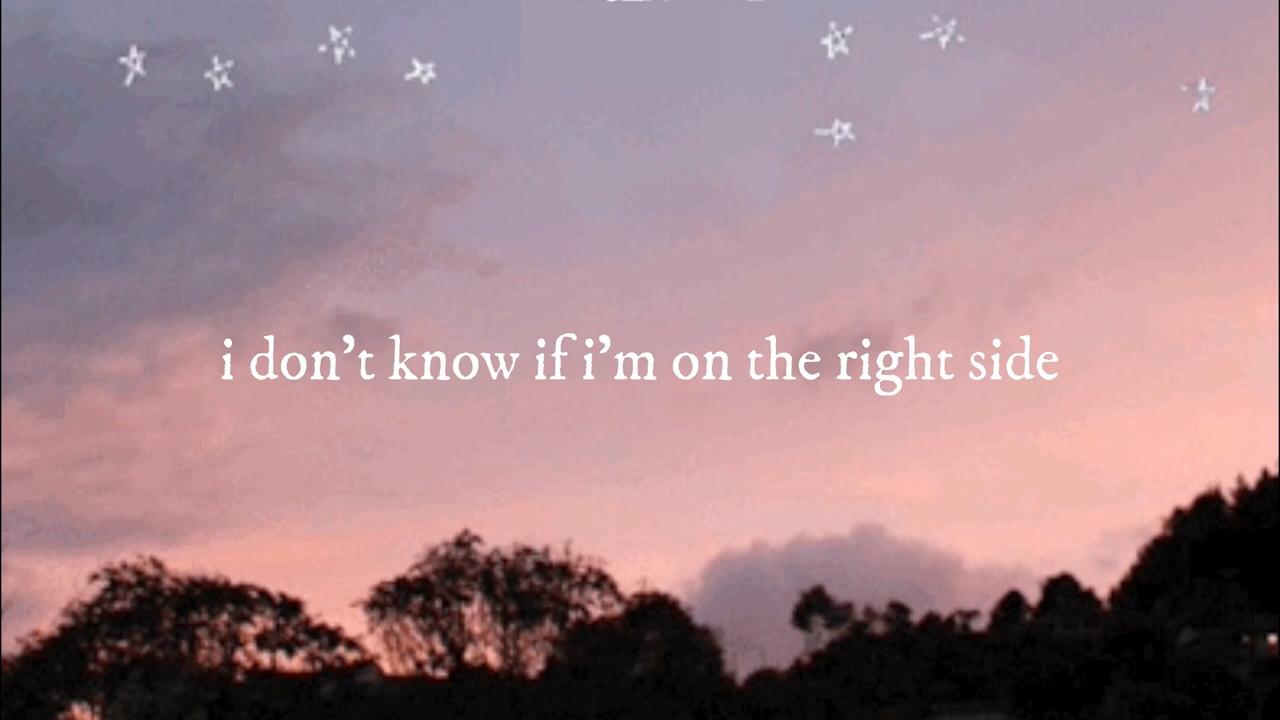 i don’t know if i’m on the right side